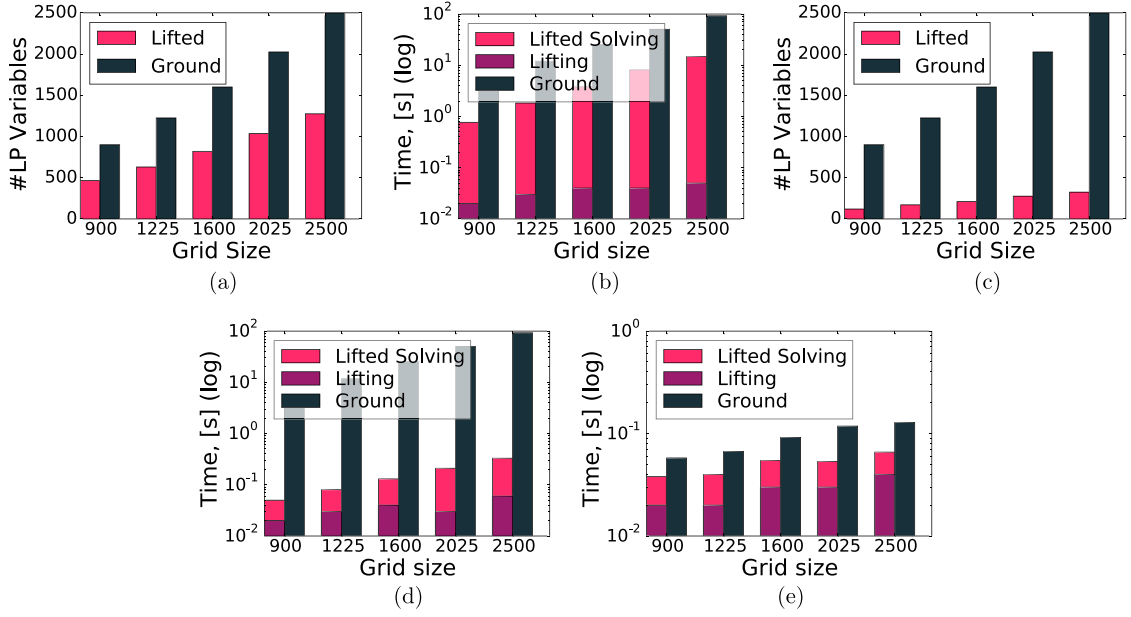 2500
2000
1500
1000
500
0
#LP Variables
Lifted
Ground
900 1225 1600 2025 2500
Grid Size
(a)
10^2
10^1
10^0
10^-1
10^-2
Time, [s] (log)
Lifted Solving
Lifting
Ground
900 1225 1600 2025 2500
Grid size
(b)
2500
2000
1500
1000
500
0
#LP Variables
Lifted
Ground
900 1225 1600 2025 2500
Grid Size
(c)
10^2
10^1
10^0
10^-1
10^-2
Time, [s] (log)
Lifted Solving
Lifting
Ground
900 1225 1600 2025 2500
Grid size
(d)
10^0
10^-1
10^-2
Time, [s] (log)
Lifted Solving
Lifting
Ground
900 1225 1600 2025 2500
Grid size
(e)